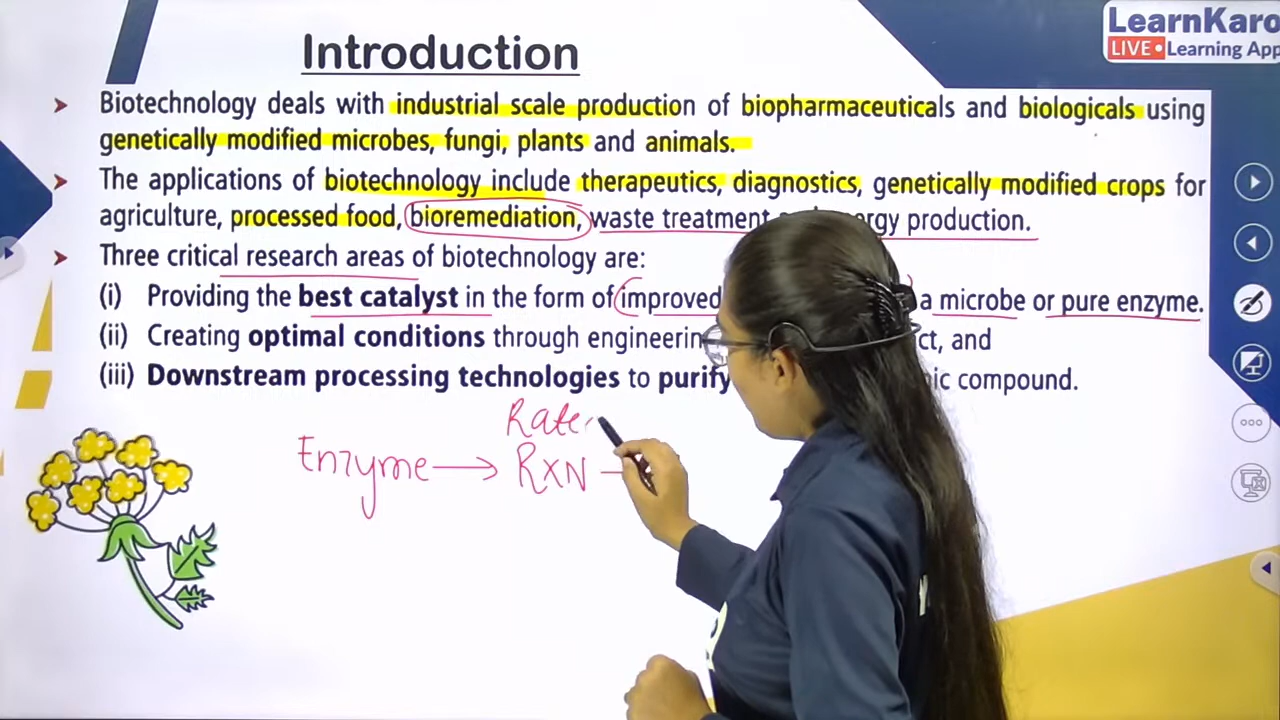 Introduction
LearnKaro
LIVE • Learning App
➤ Biotechnology deals with industrial scale production of biopharmaceuticals and biologicals using
genetically modified microbes, fungi, plants and animals.
➤ The applications of biotechnology include therapeutics, diagnostics, genetically modified crops for
agriculture, processed food, bioremediation, waste treatment production.
➤ Three critical research areas of biotechnology are:
(i) Providing the best catalyst in the form of improved a microbe or pure enzyme.
(ii) Creating optimal conditions through and
(iii) Downstream processing technologies to purify compound.
Rate
Enzyme → RXN